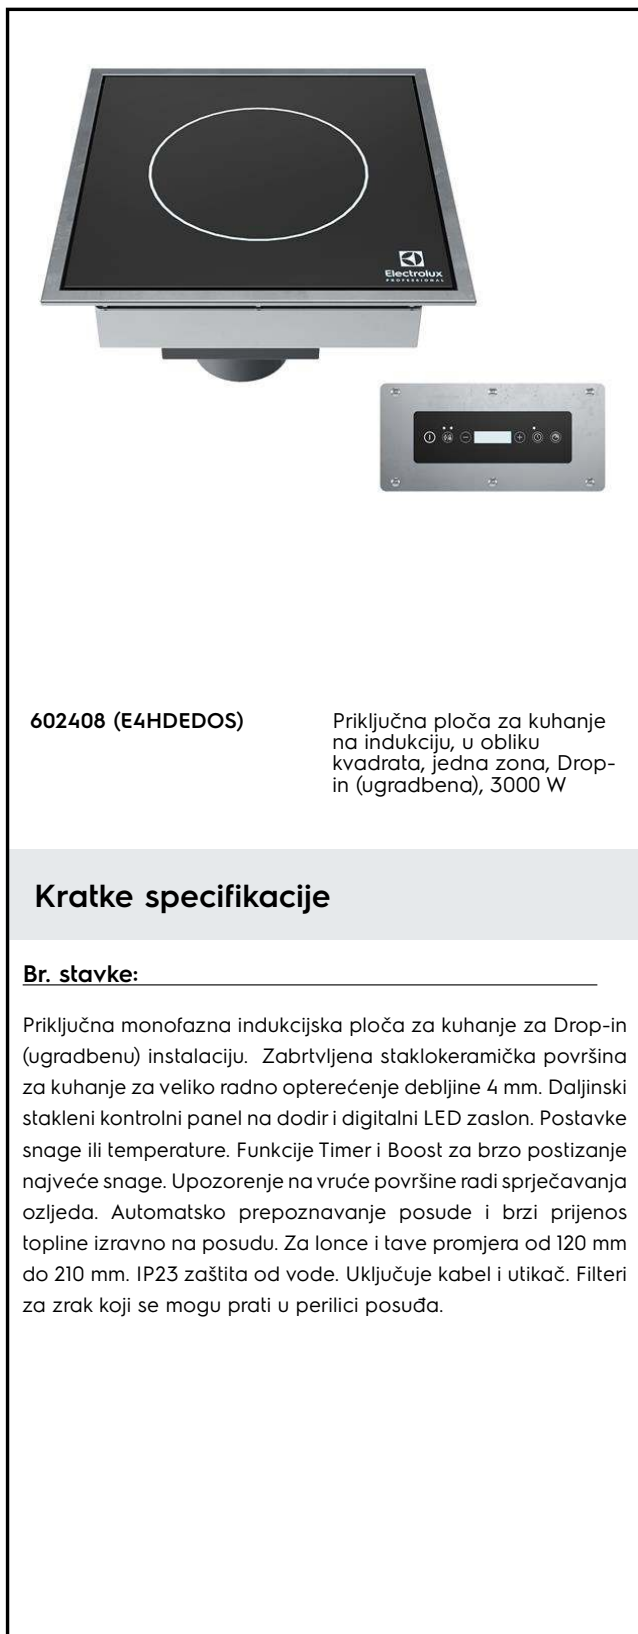 Electrolux
PROFESSIONAL
602408 (E4HDEDOS)
Priključna ploča za kuhanje
na indukciju, u obliku
kvadrata, jedna zona, Drop-
in (ugradbena), 3000 W
Kratke specifikacije
Br. stavke:
Priključna monofazna indukcijska ploča za kuhanje za Drop-in
(ugradbenu) instalaciju. Zabrtvljena staklokeramička površina
za kuhanje za veliko radno opterećenje debljine 4 mm. Daljinski
stakleni kontrolni panel na dodir i digitalni LED zaslon. Postavke
snage ili temperature. Funkcije Timer i Boost za brzo postizanje
najveće snage. Upozorenje na vruće površine radi sprječavanja
ozljeda. Automatsko prepoznavanje posude i brzi prijenos
topline izravno na posudu. Za lonce i tave promjera od 120 mm
do 210 mm. IP23 zaštita od vode. Uključuje kabel i utikač. Filteri
za zrak koji se mogu prati u perilici posuđa.